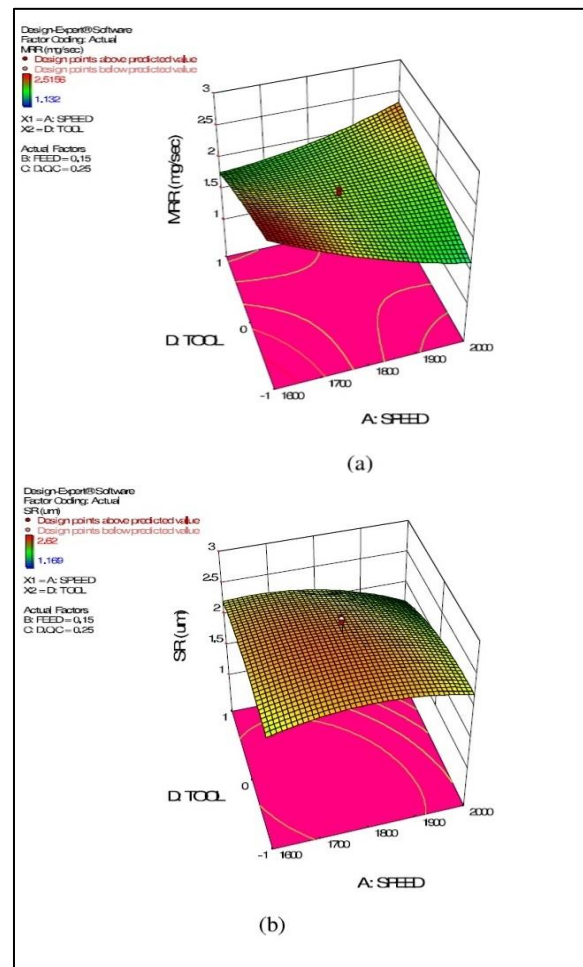 Design-Expert® Software
Factor Coding: Actual
MRR (mg/sec)
Design points above predicted value
Design points below predicted value
2.5156
1.132
X1 = A: SPEED
X2 = D: TOOL
Actual Factors
B: FEED = 0.15
C: D.O.C = 0.25
3
2.5
2
1.5
1
MRR (mg/sec)
1
0
-1
D: TOOL
1600
1700
1800
1900
2000
A: SPEED
(a)
Design-Expert® Software
Factor Coding: Actual
SR (um)
Design points above predicted value
Design points below predicted value
2.62
1.169
X1 = A: SPEED
X2 = D: TOOL
Actual Factors
B: FEED = 0.15
C: D.O.C = 0.25
3
2.5
2
1.5
1
SR (um)
1
0
-1
D: TOOL
1600
1700
1800
1900
2000
A: SPEED
(b)